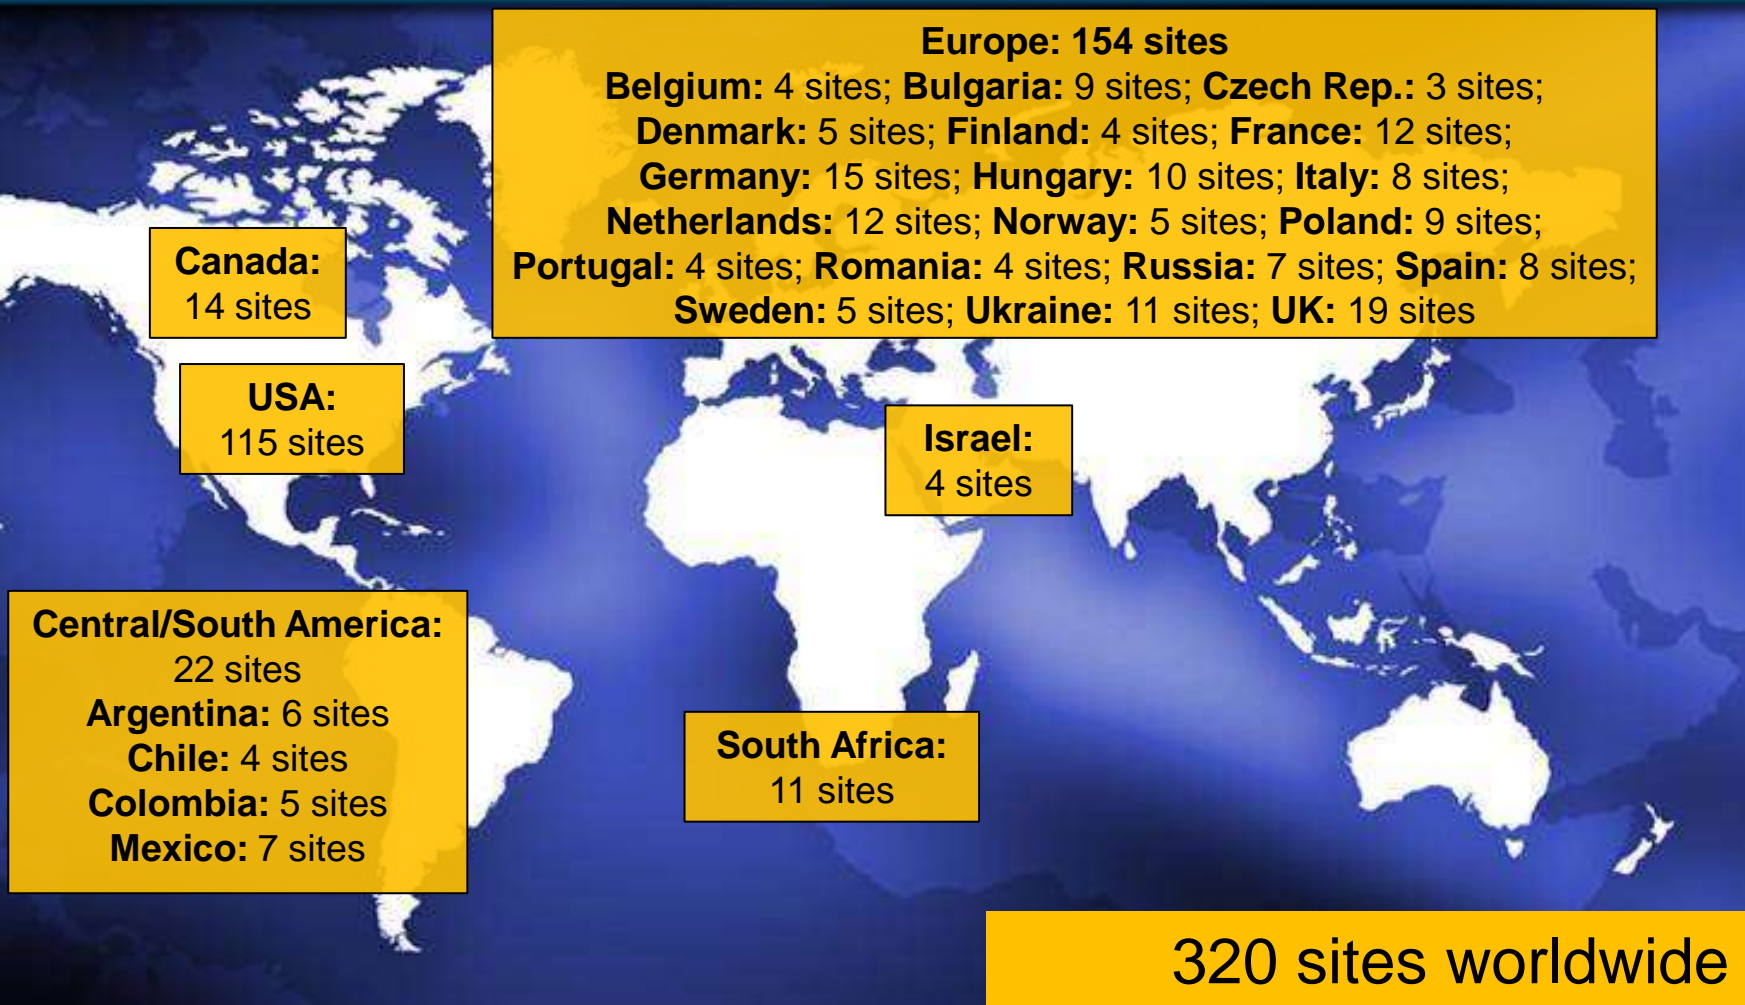 Europe: 154 sites
Belgium: 4 sites; Bulgaria: 9 sites; Czech Rep.: 3 sites;
Denmark: 5 sites; Finland: 4 sites; France: 12 sites;
Germany: 15 sites; Hungary: 10 sites; Italy: 8 sites;
Netherlands: 12 sites; Norway: 5 sites; Poland: 9 sites;
Portugal: 4 sites; Romania: 4 sites; Russia: 7 sites; Spain: 8 sites;
Sweden: 5 sites; Ukraine: 11 sites; UK: 19 sites
Canada:
14 sites
USA:
115 sites
Israel:
4 sites
Central/South America:
22 sites
Argentina: 6 sites
Chile: 4 sites
Colombia: 5 sites
Mexico: 7 sites
South Africa:
11 sites
320 sites worldwide